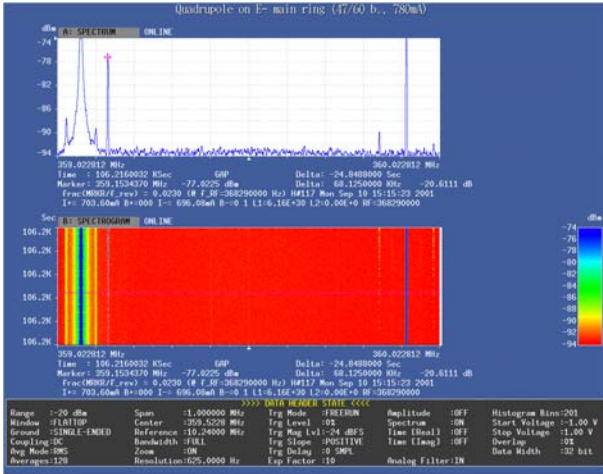 Quadrupole on E- main ring (47/60 b., 780mA)
dBm
A: SPECTRUM ONLINE
-74
-78
-82
-86
-90
-94
359.022812 MHz 360.022812 MHz
Time : 106.2160032 KSec GAP Delta: -24.8488000 Sec
Marker: 359.1534370 MHz -77.0225 dBm Delta: 68.1250000 KHz -20.6111 dB
frac(MRKR/f_rev) = 0.0230 (@ f_RF=368290000 Hz) H#117 Mon Sep 10 15:15:23 2001
I+= 703.60mA B+=000 I-= 696.08mA B-=0 1 L1=6.16E+30 L2=0.00E+0 RF=368290000
Sec
B: SPECTROGRAM ONLINE
dBm
106.2K
106.2K
106.2K
106.2K
106.2K
106.2K
-74
-76
-78
-80
-82
-84
-86
-88
-90
-92
-94
359.022812 MHz 360.022812 MHz
Time : 106.2160032 KSec GAP Delta: -24.8488000 Sec
Marker: 359.1534370 MHz -77.0225 dBm Delta: 68.1250000 KHz -20.6111 dB
frac(MRKR/f_rev) = 0.0230 (@ f_RF=368290000 Hz) H#117 Mon Sep 10 15:15:23 2001
I+= 703.60mA B+=000 I-= 696.08mA B-=0 1 L1=6.16E+30 L2=0.00E+0 RF=368290000
>>>> DATA HEADER STATE <<<<
Range :-20 dBm Span :1.000000 MHz Trg Mode :FREERUN Amplitude :OFF Histogram Bins:201
Window :FLATTOP Center :359.5228 MHz Trg Level :0% Spectrum :ON Start Voltage :-1.00 V
Ground :SINGLE-ENDED Reference :10.24000 MHz Trg Mag Lvl:-24 dBFS Time (Real) :OFF Stop Voltage :1.00 V
Coupling:DC Bandwidth :FULL Trg Slope :POSITIVE Time (Imag) :OFF Overlap :0%
Avg Mode:RMS Zoom :ON Trg Delay :0 SMPL Data Width :32 bit
Averages:128 Resolution:625.0000 Hz Exp Factor :10 Analog Filter:IN